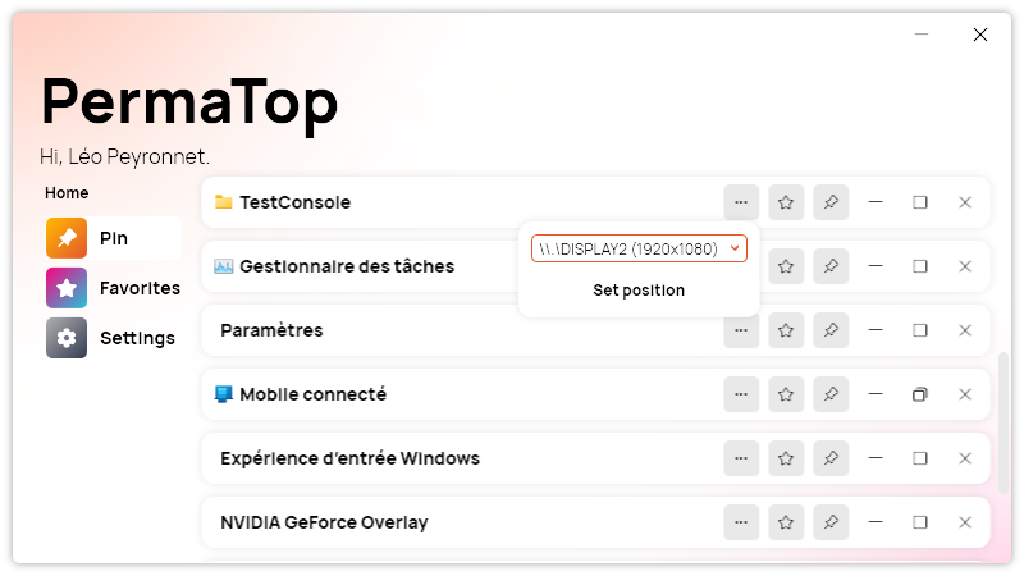 PermaTop
Hi, Léo Peyronnet.
Home
Pin
Favorites
Settings
TestConsole
\\.\DISPLAY2 (1920x1080)
Set position
Gestionnaire des tâches
Paramètres
Mobile connecté
Expérience d'entrée Windows
NVIDIA GeForce Overlay